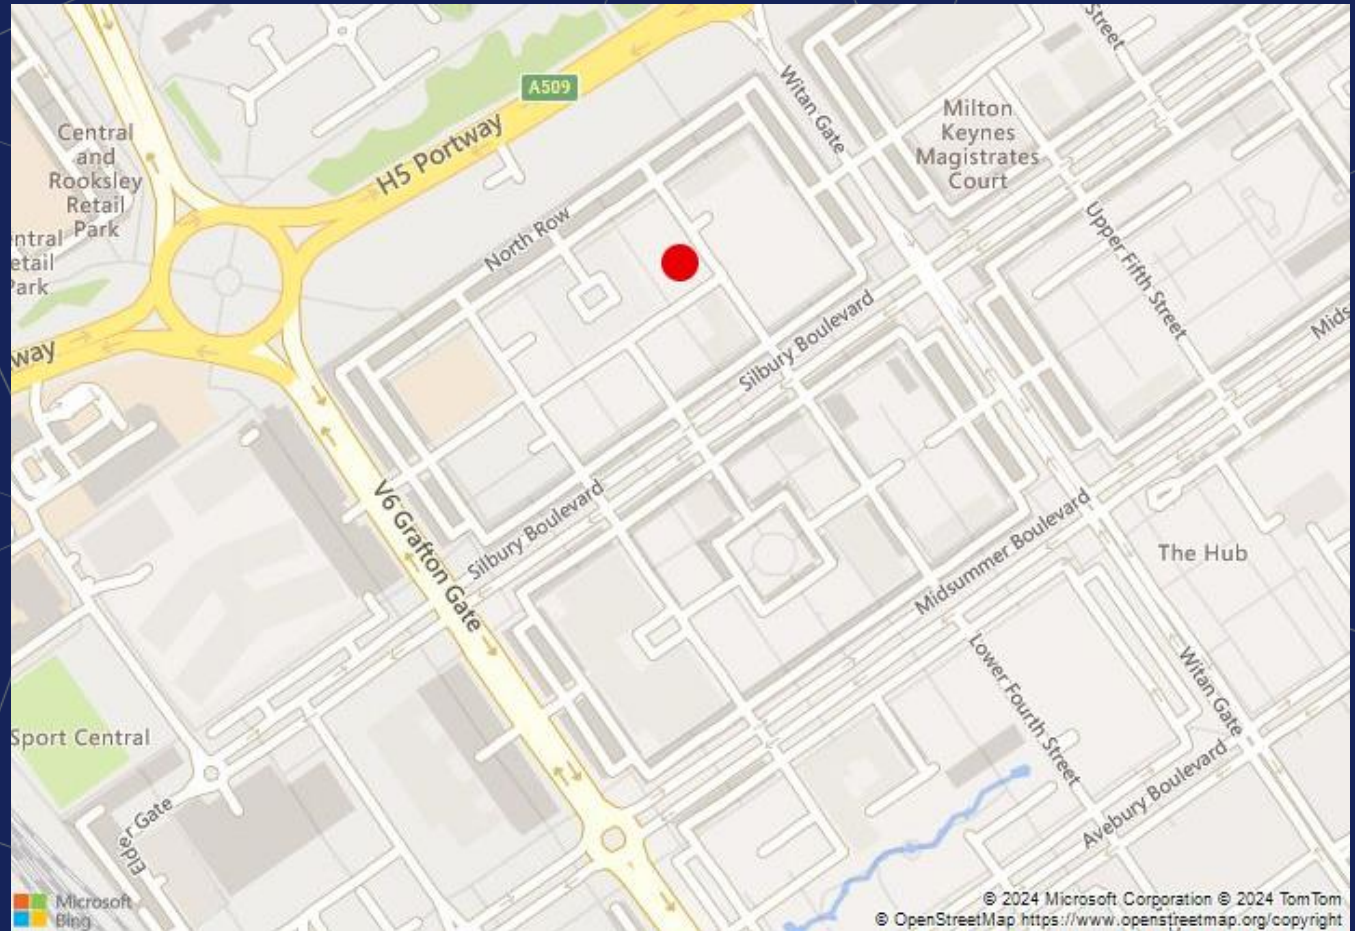 Street
A509
Witan Gate
Milton
Keynes
Magistrates
Court
Central
and
Rooksley
Retail
Park
H5 Portway
ntral
etail
Park
North Row
Upper Fifth Street
Silbury Boulevard
Mids
way
V6 Grafton Gate
Silbury Boulevard
Midsummer Boulevard
The Hub
Lower Fourth Street
Witan Gate
Sport Central
Avebury Boulevard
Elder Gate
Microsoft
Bing
© 2024 Microsoft Corporation © 2024 TomTom
© OpenStreetMap https://www.openstreetmap.org/copyright